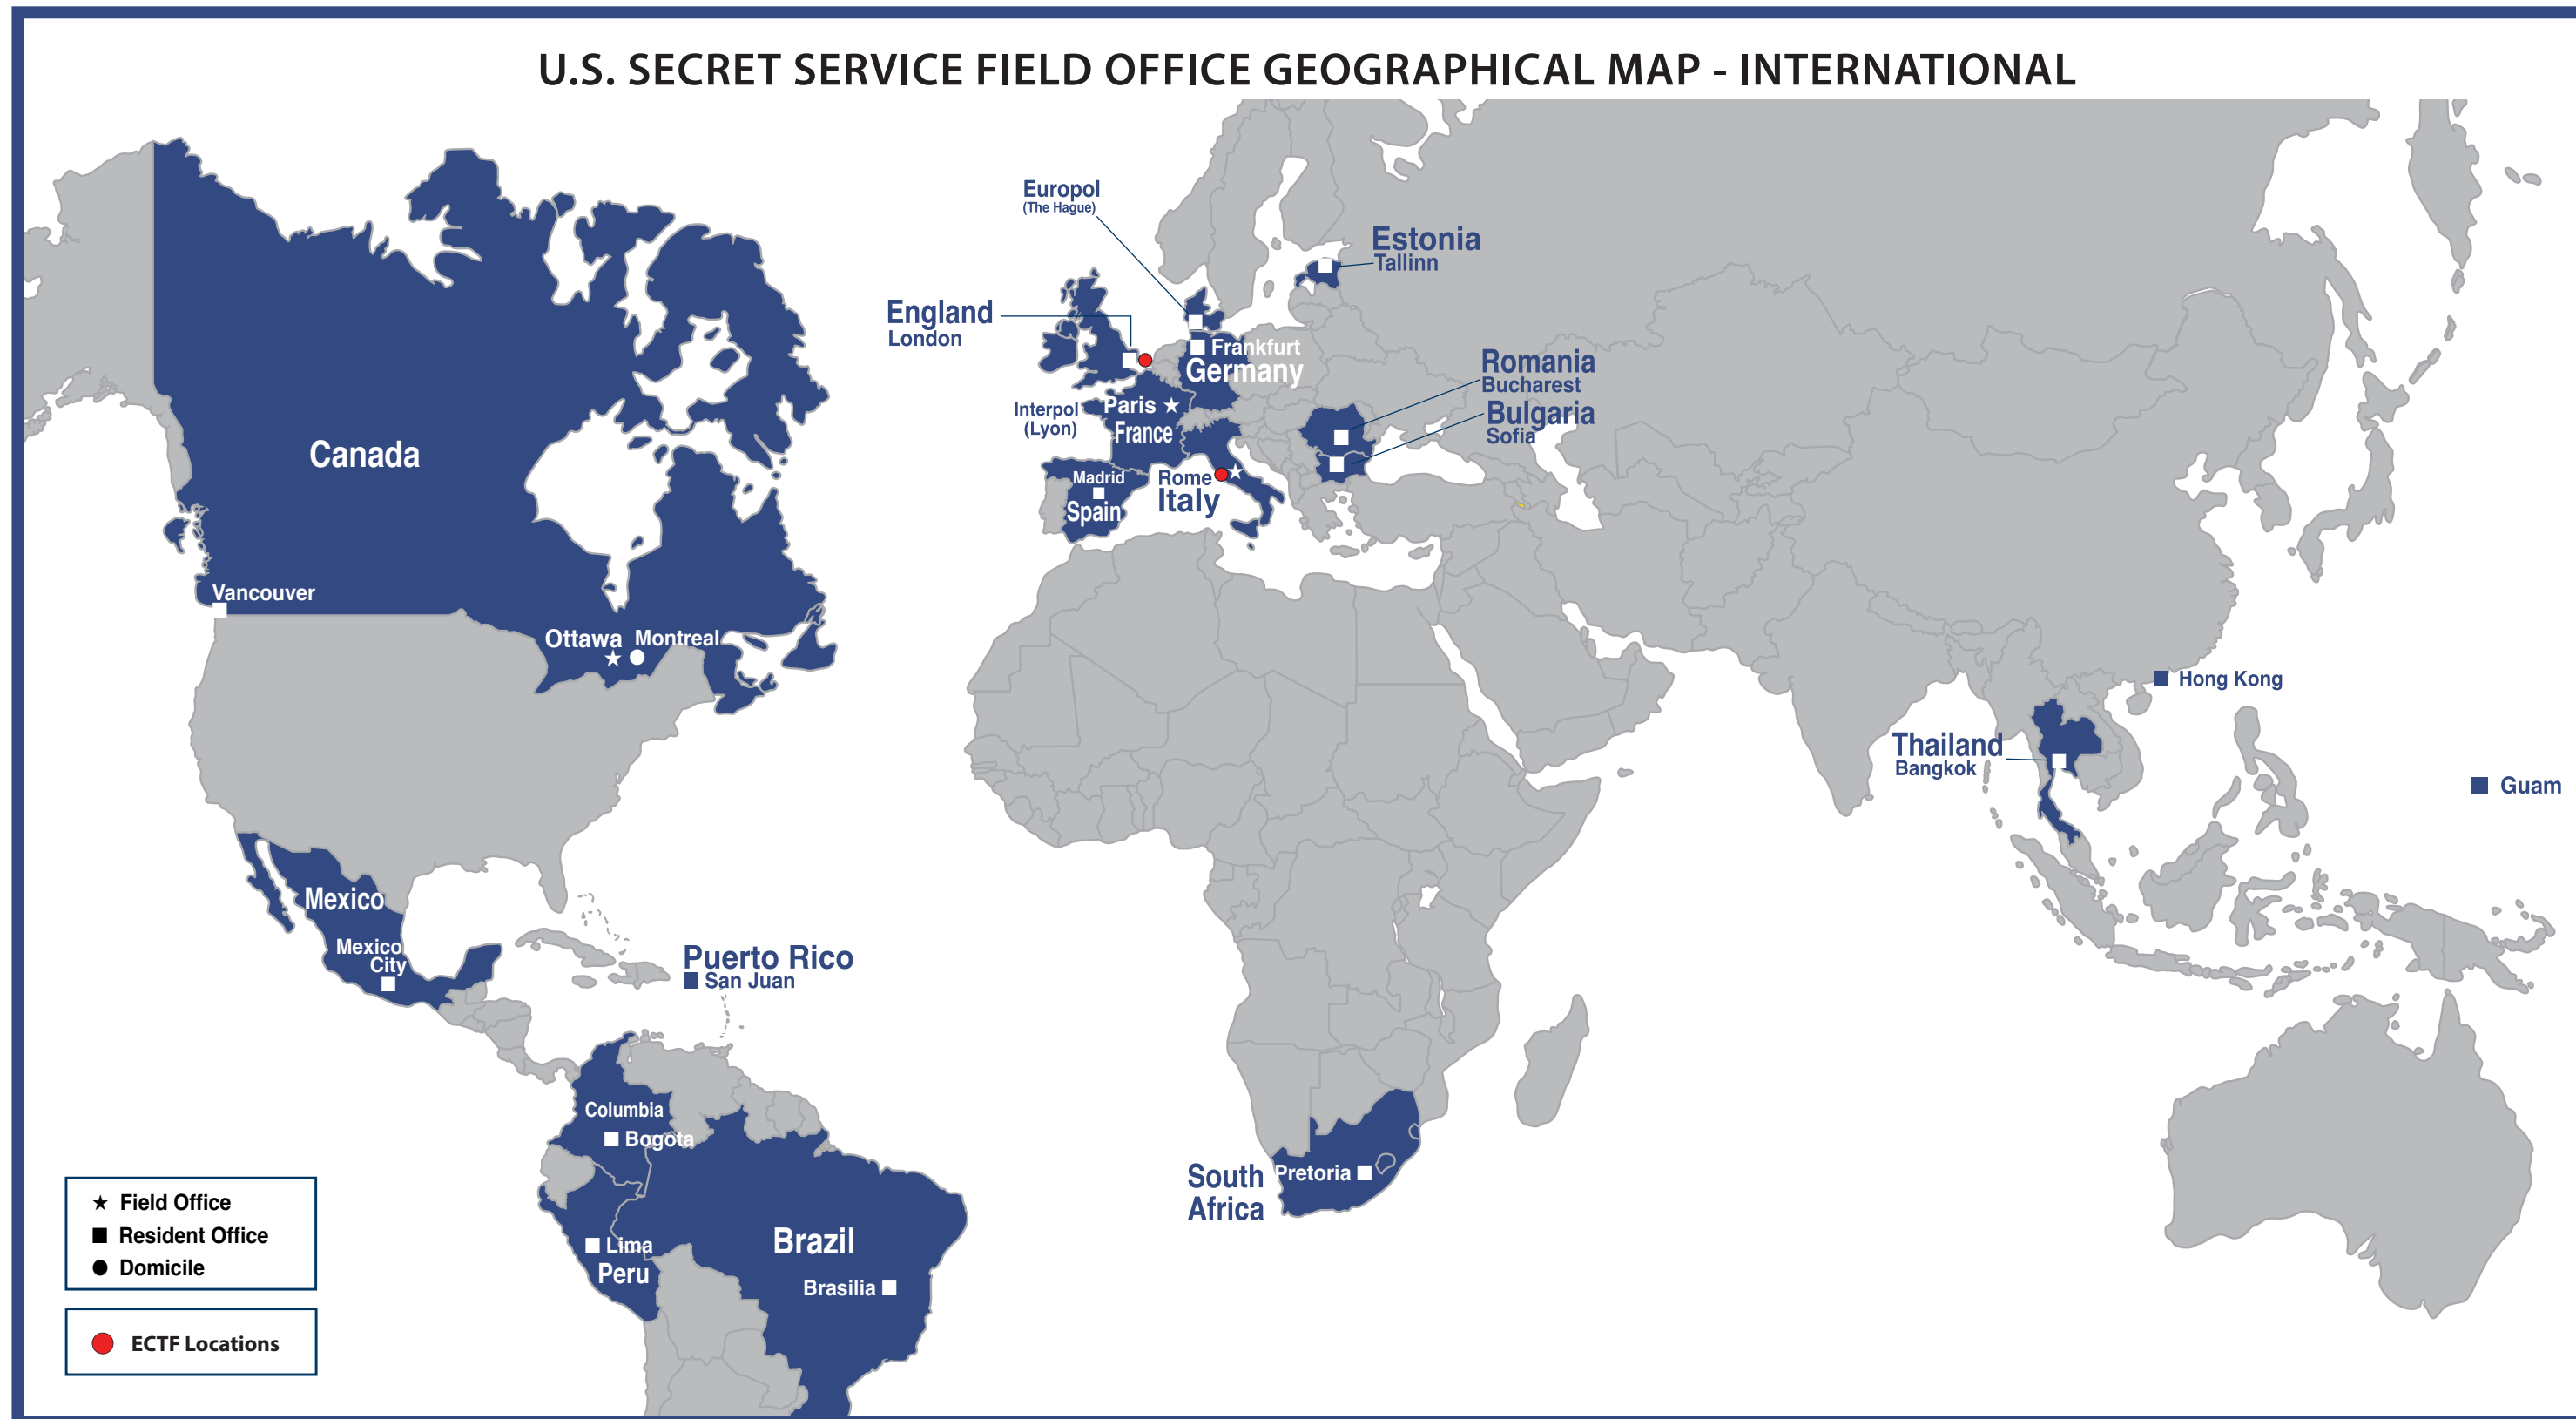 U.S. SECRET SERVICE FIELD OFFICE GEOGRAPHICAL MAP - INTERNATIONAL
Europol
(The Hague)
Estonia
Tallinn
England
London
Frankfurt
Germany
Romania
Bucharest
Bulgaria
Sofia
Interpol
(Lyon)
Paris
France
Madrid
Spain
Rome
Italy
Canada
Vancouver
Ottawa
Montreal
Hong Kong
Thailand
Bangkok
Guam
Mexico
Mexico
City
Puerto Rico
San Juan
Columbia
Bogota
Lima
Peru
Brazil
Brasilia
South
Africa
Pretoria
Field Office
Resident Office
Domicile
ECTF Locations